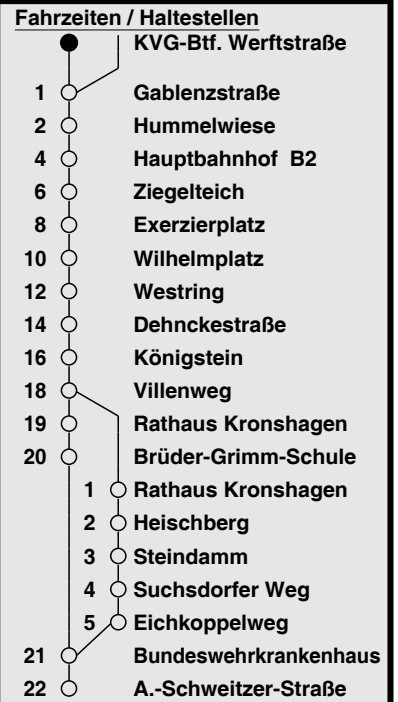 Fahrzeiten / Haltestellen
KVG-Btf. Werftstraße
1 Gablenzstraße
2 Hummelwiese
4 Hauptbahnhof B2
6 Ziegelteich
8 Exerzierplatz
10 Wilhelmplatz
12 Westring
14 Dehnckestraße
16 Königstein
18 Villenweg
19 Rathaus Kronshagen
20 Brüder-Grimm-Schule
1 Rathaus Kronshagen
2 Heischberg
3 Steindamm
4 Suchsdorfer Weg
5 Eichkoppelweg
21 Bundeswehrkrankenhaus
22 A.-Schweitzer-Straße